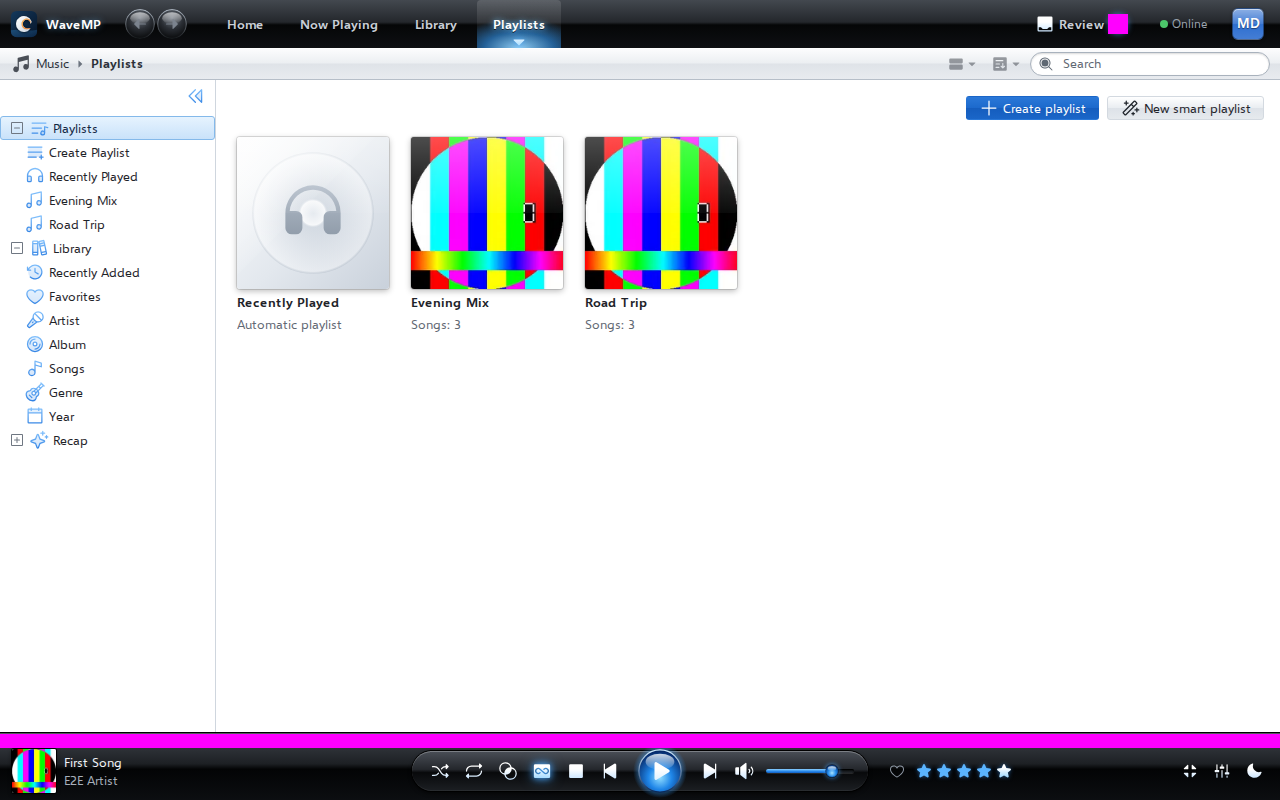 WaveMP
Home
Now Playing
Library
Playlists
Review
Online
MD
Music
Playlists
Search
Create playlist
New smart playlist
Playlists
Create Playlist
Recently Played
Evening Mix
Road Trip
Library
Recently Added
Favorites
Artist
Album
Songs
Genre
Year
Recap
Recently Played
Automatic playlist
Evening Mix
Songs: 3
Road Trip
Songs: 3
First Song
E2E Artist